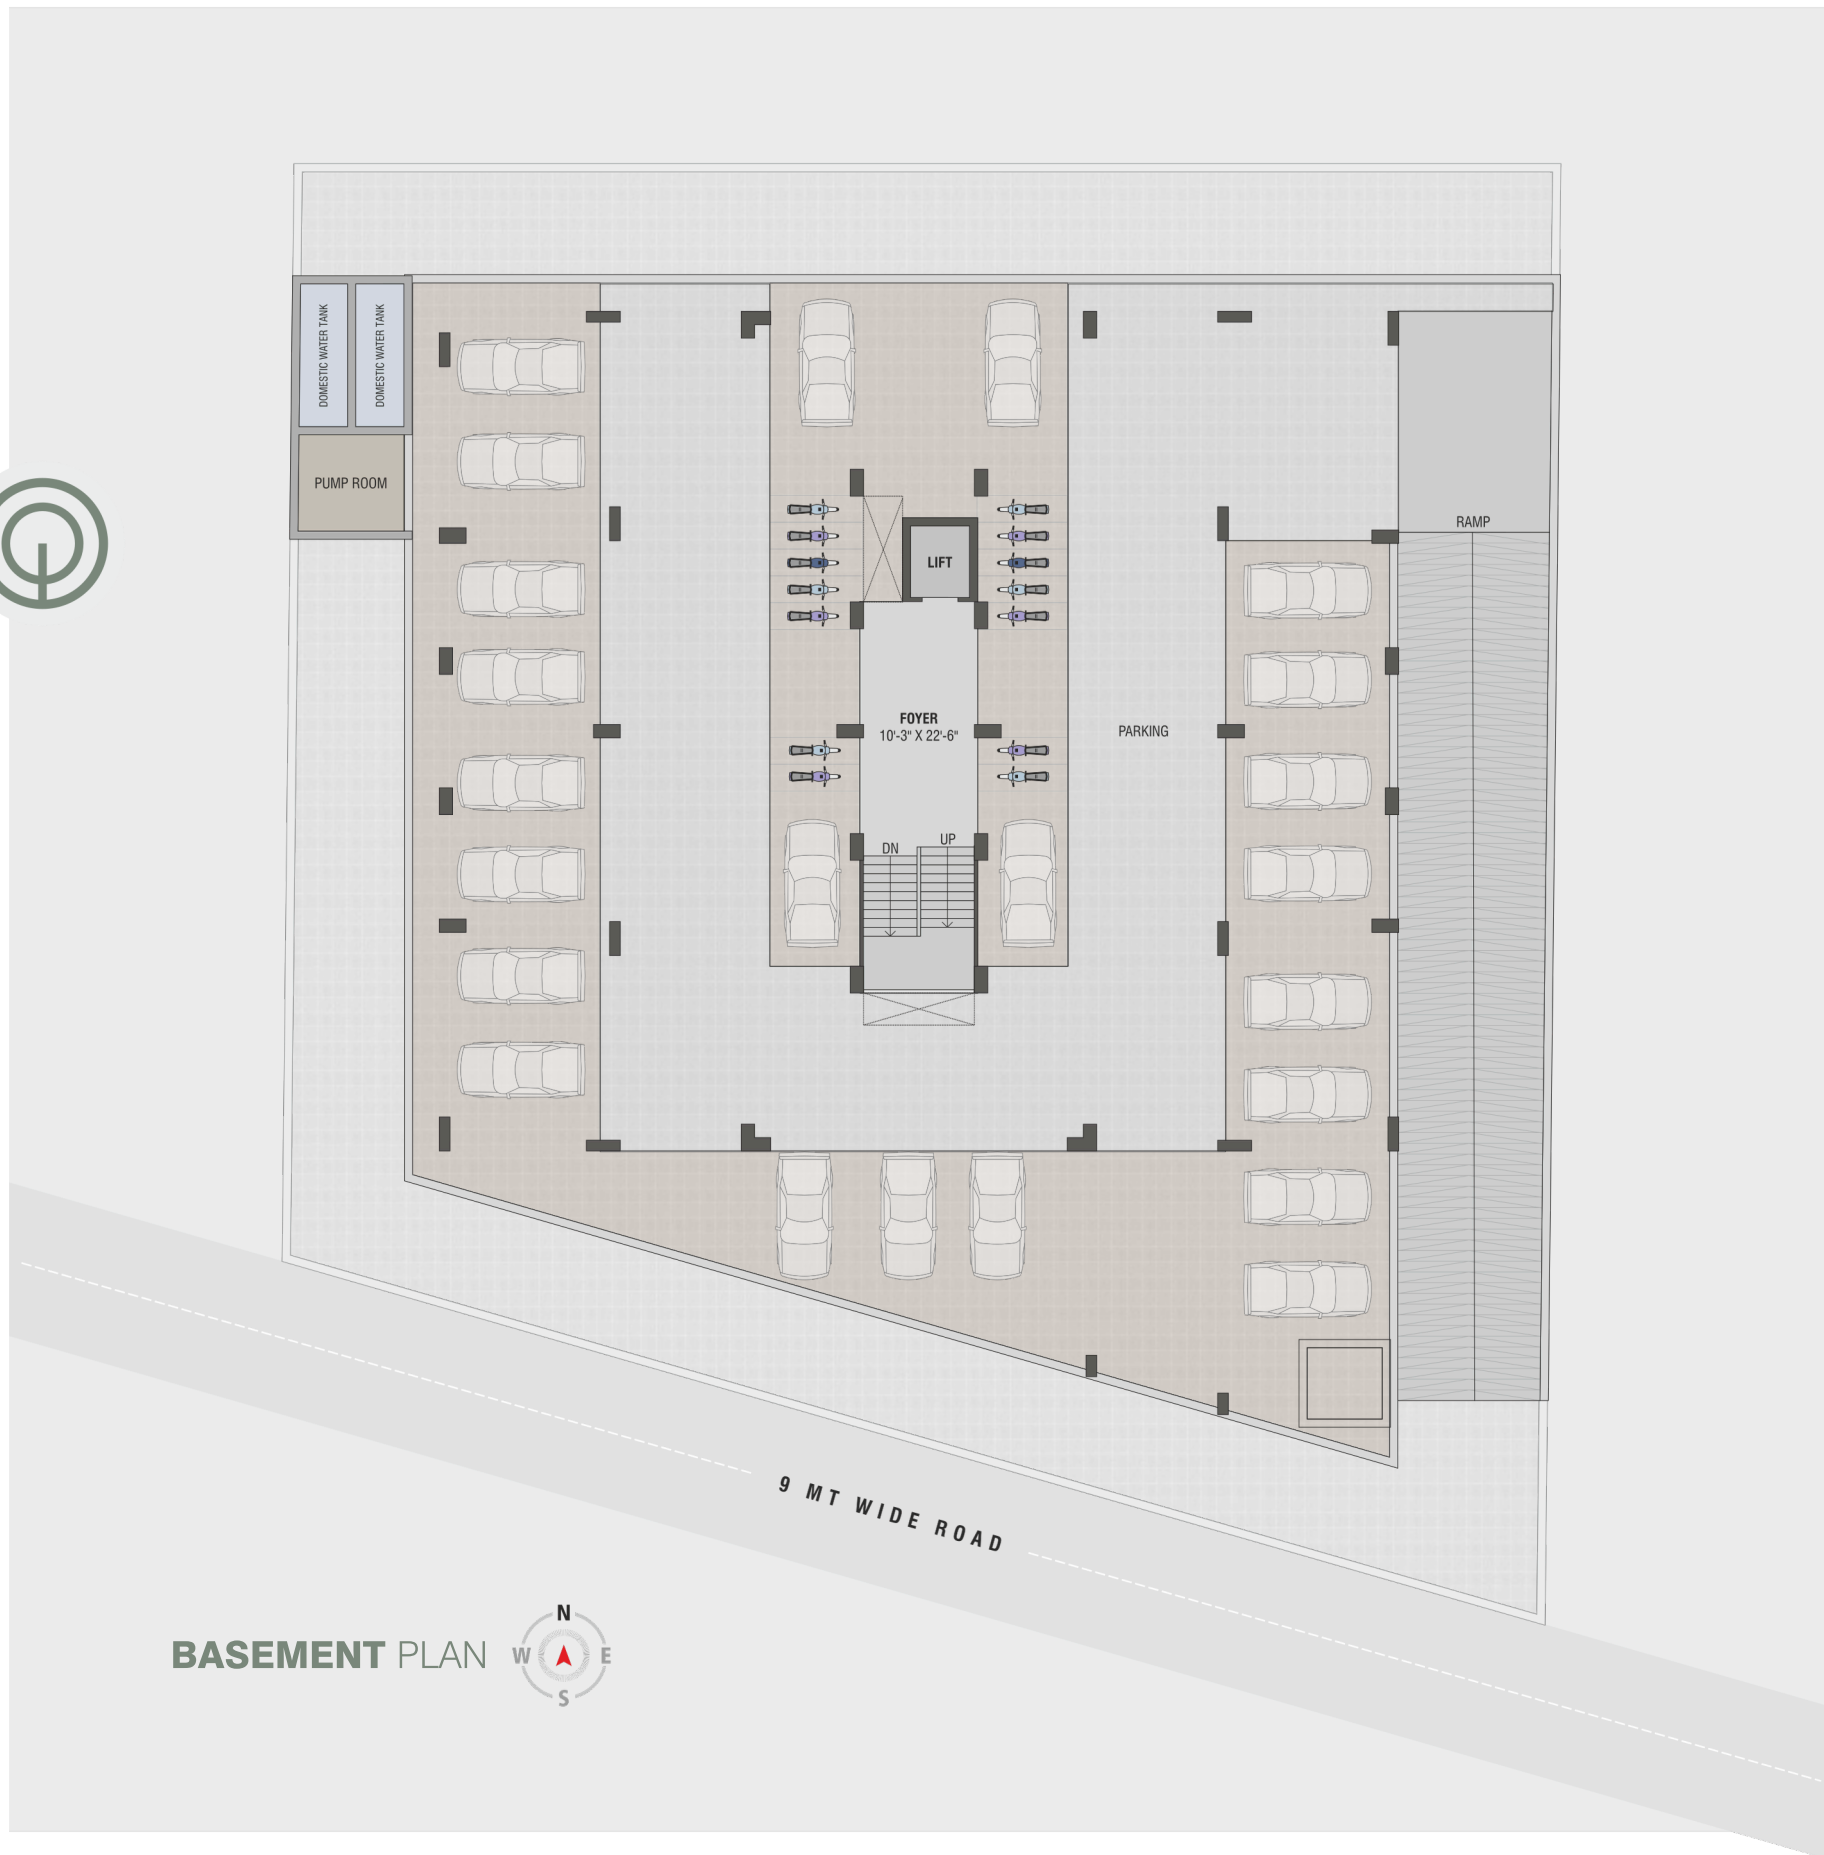 DOMESTIC WATER TANK
DOMESTIC WATER TANK
PUMP ROOM
RAMP
LIFT
FOYER
10'-3" X 22'-6"
PARKING
DN
UP
9 MT WIDE ROAD
BASEMENT PLAN
N
W
E
S